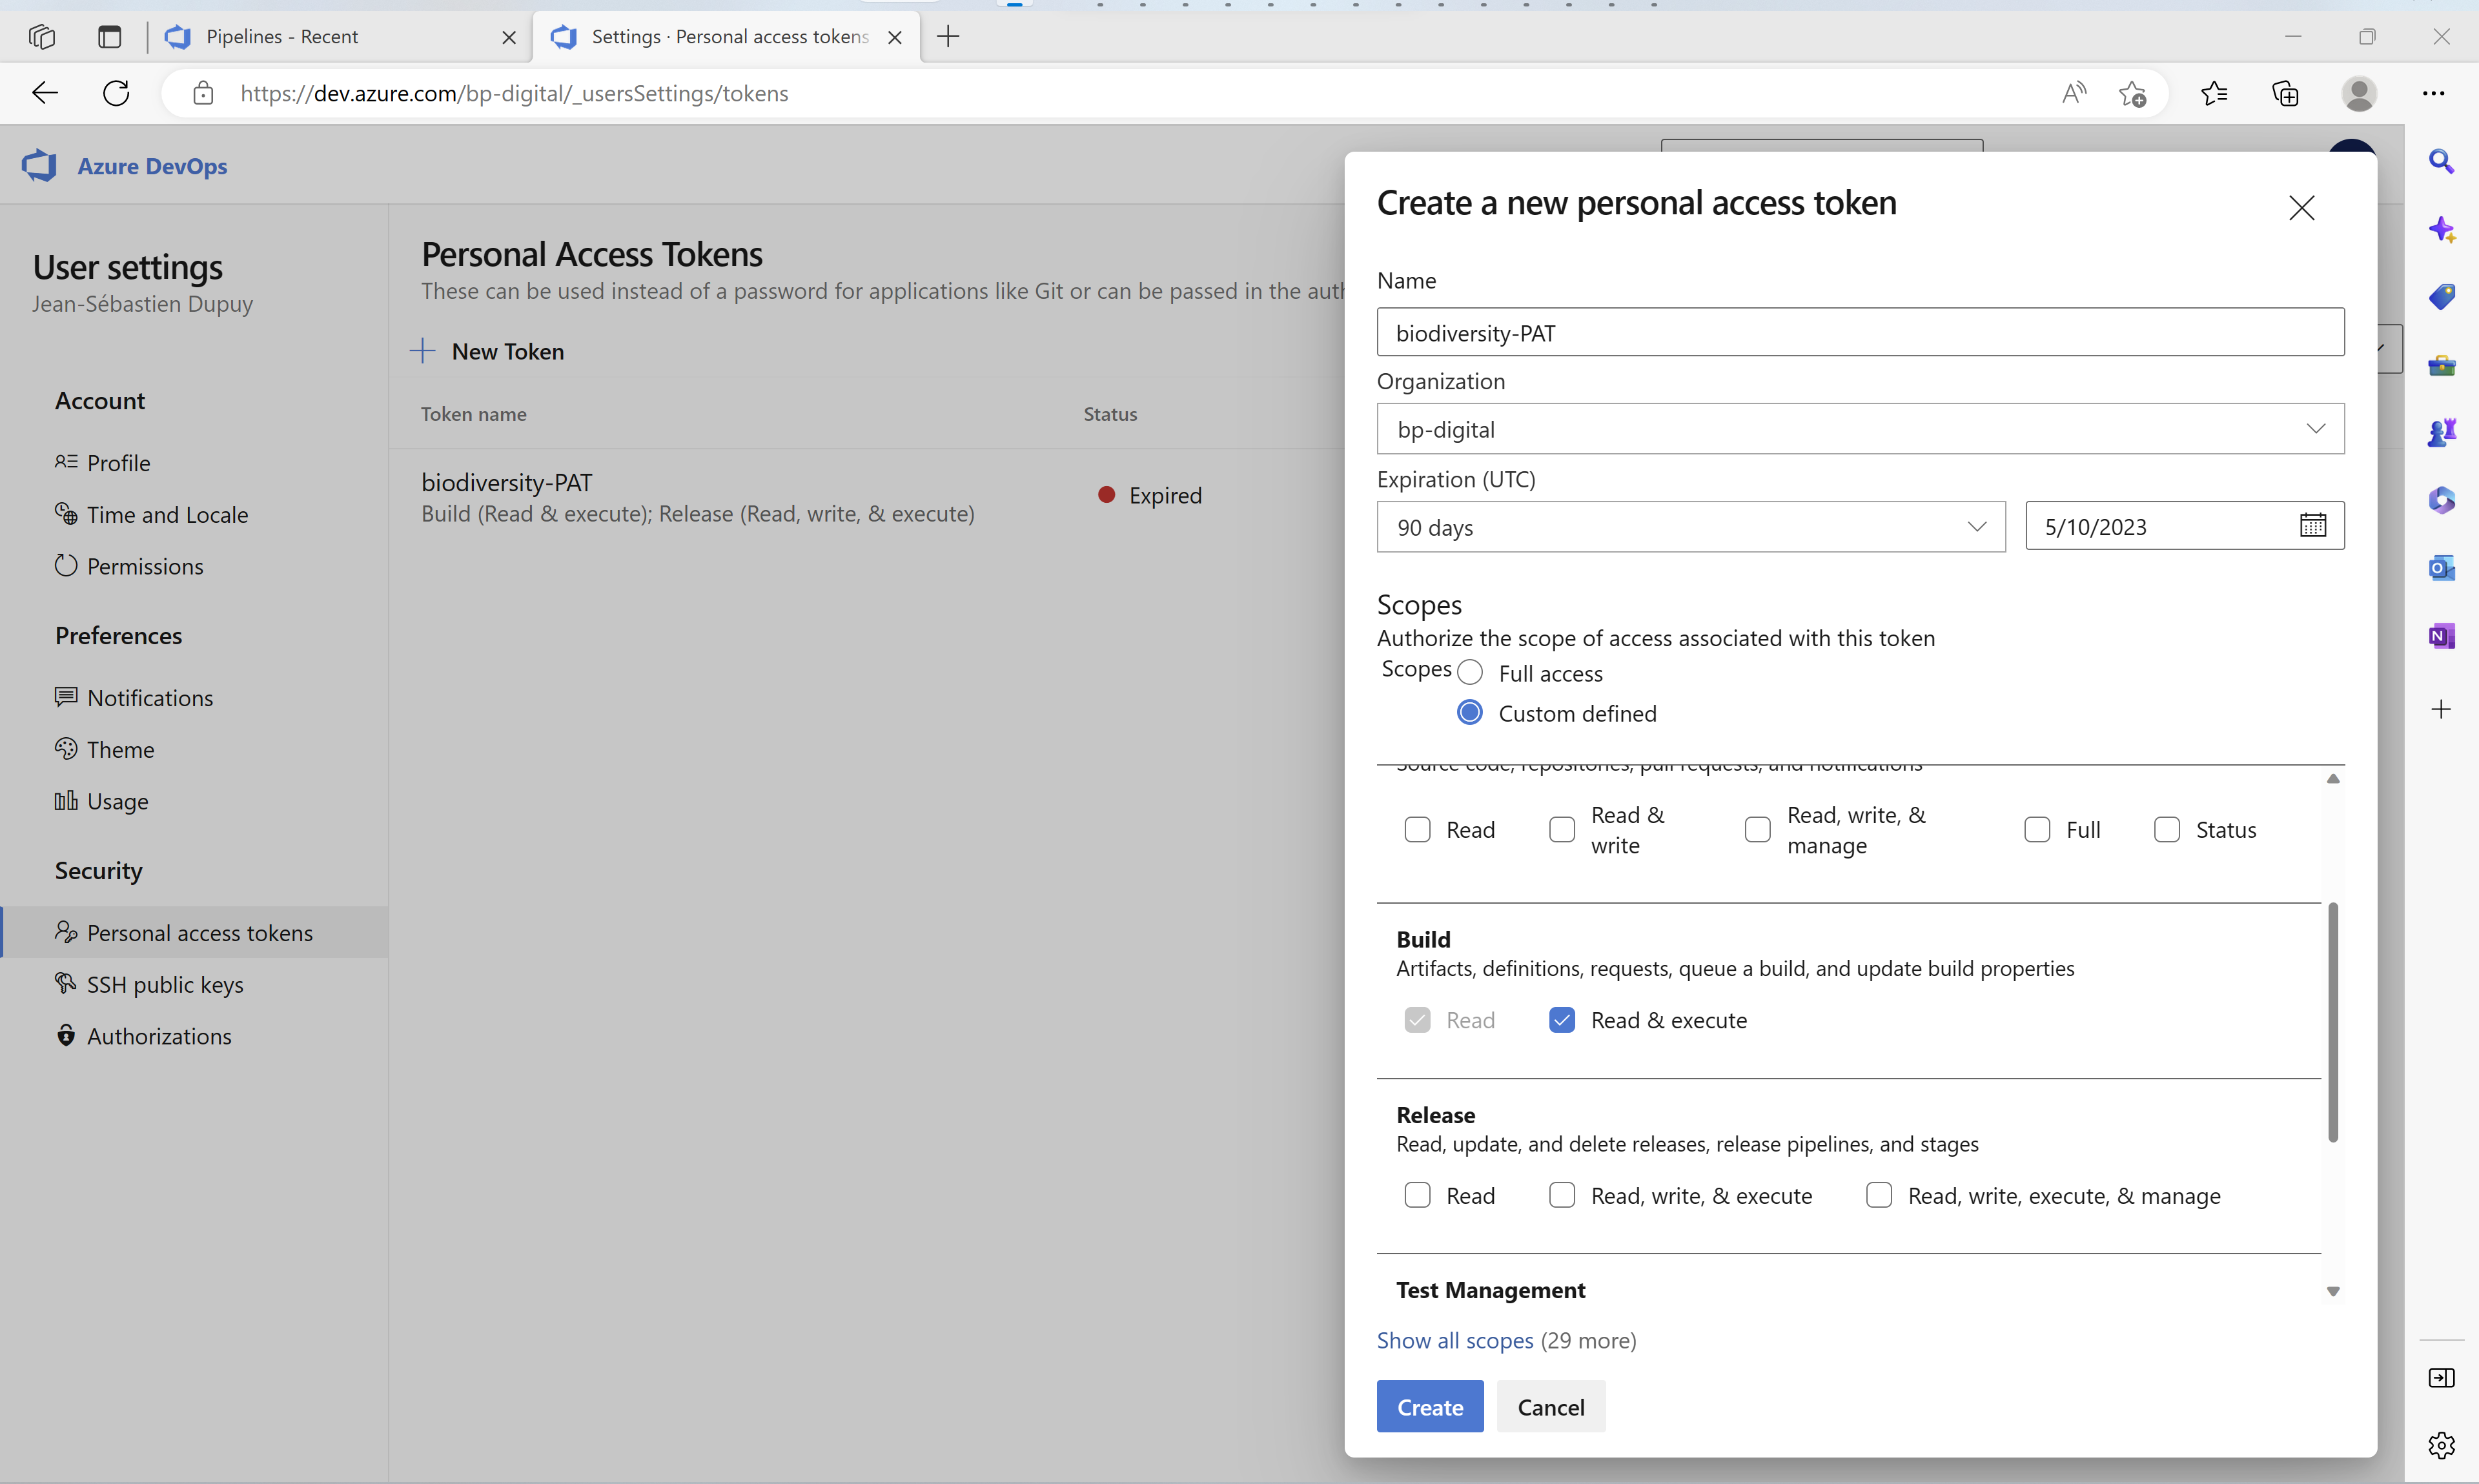 Pipelines - Recent
Settings · Personal access tokens
https://dev.azure.com/bp-digital/_usersSettings/tokens
Azure DevOps
User settings
Jean-Sébastien Dupuy
Account
Profile
Time and Locale
Permissions
Preferences
Notifications
Theme
Usage
Security
Personal access tokens
SSH public keys
Authorizations
Personal Access Tokens
These can be used instead of a password for applications like Git or can be passed in the
New Token
Token name Status
biodiversity-PAT
Build (Read & execute); Release (Read, write, & execute)
Expired
Create a new personal access token
Name
biodiversity-PAT
Organization
bp-digital
Expiration (UTC)
90 days 5/10/2023
Scopes
Authorize the scope of access associated with this token
Scopes Full access
Custom defined
Source code, repositories, pull requests, and notifications
Read Read & write Read, write, & manage Full Status
Build
Artifacts, definitions, requests, queue a build, and update build properties
Read Read & execute
Release
Read, update, and delete releases, release pipelines, and stages
Read Read, write, & execute Read, write, execute, & manage
Test Management
Show all scopes (29 more)
Create Cancel